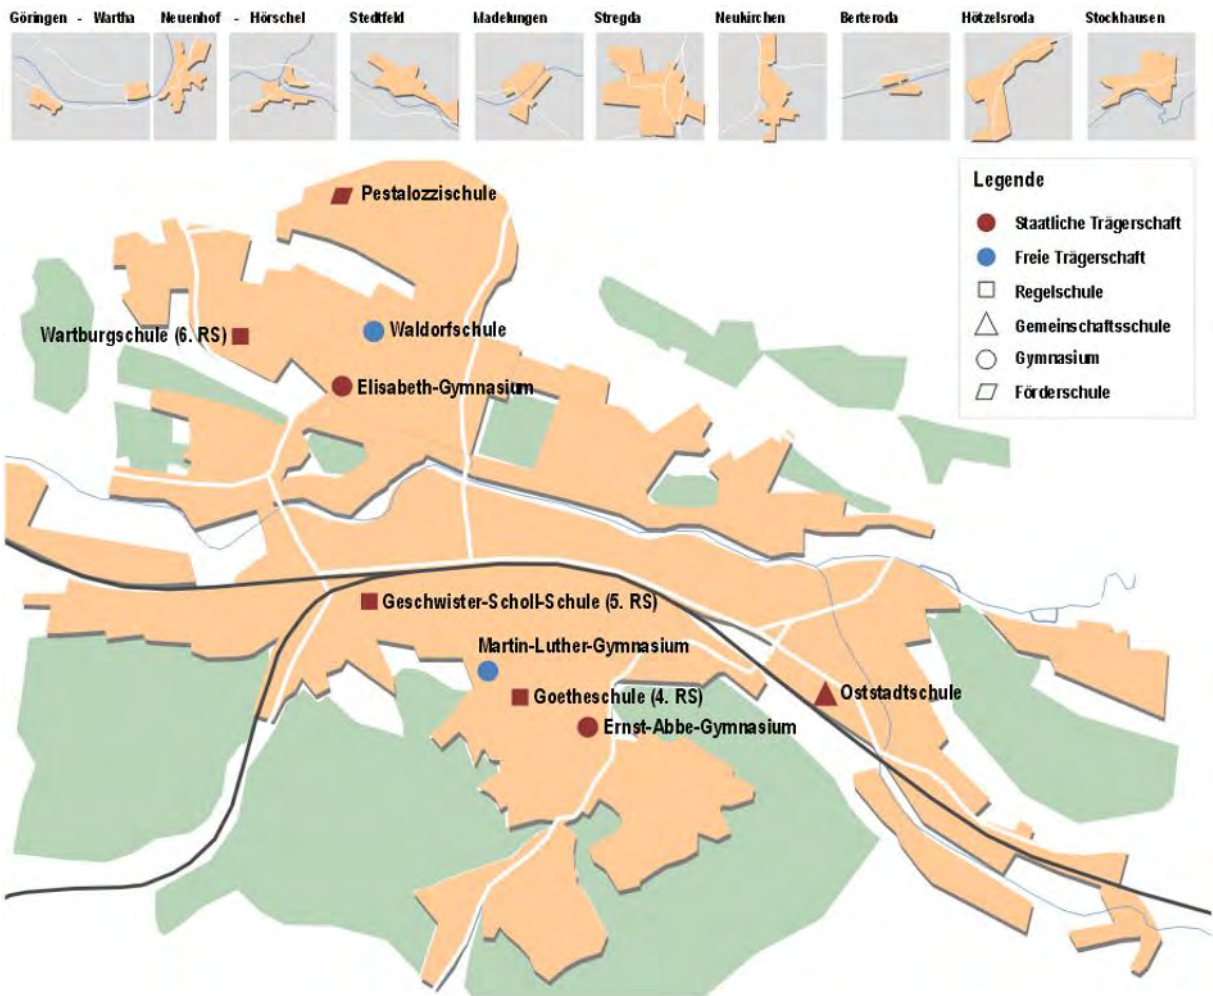 Göringen - Wartha Neuenhof - Hörschel Stedtfeld Madelungen Stregda Neukirchen Berteroda Hötzelsroda Stockhausen
Legende
Staatliche Trägerschaft
Freie Trägerschaft
Regelschule
Gemeinschaftsschule
Gymnasium
Förderschule
Pestalozzischule
Waldorfschule
Wartburgschule (6. RS)
Elisabeth-Gymnasium
Geschwister-Scholl-Schule (5. RS)
Martin-Luther-Gymnasium
Goetheschule (4. RS)
Oststadtschule
Ernst-Abbe-Gymnasium